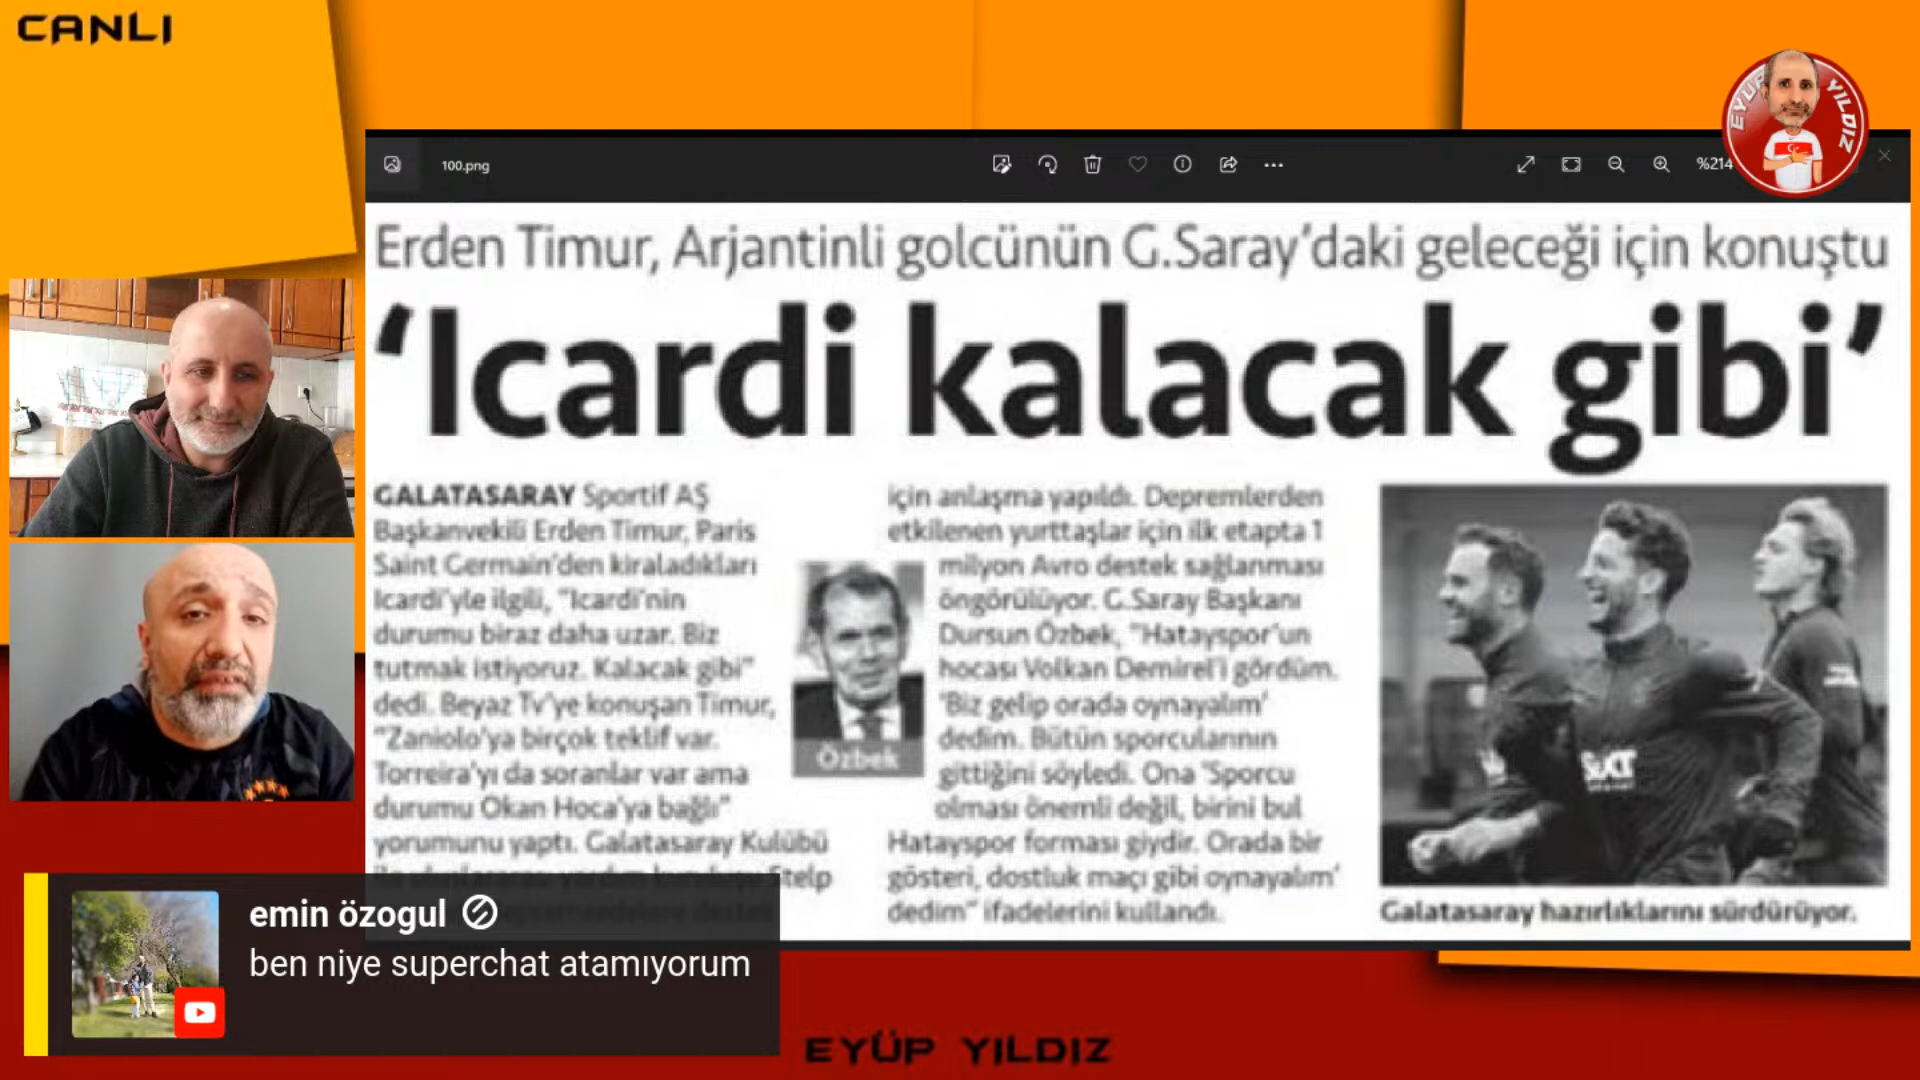 CANLI
EYÜP YILDIZ
100.png
%214
Erden Timur, Arjantinli golcünün G.Saray'daki geleceği için konuştu
'Icardi kalacak gibi'
GALATASARAY Sportif AŞ
Başkanvekili Erden Timur, Paris
Saint Germain'den kiraladıkları
Icardi'yle ilgili, "Icardi'nin
durumu biraz daha uzar. Biz
tutmak istiyoruz. Kalacak gibi"
dedi. Beyaz Tv'ye konuşan Timur,
"Zaniolo'ya birçok teklif var.
Torreira'yı da soranlar var ama
durumu Okan Hoca'ya bağlı"
yorumunu yaptı. Galatasaray Kulübü
Stelp
Özbek
için anlaşma yapıldı. Depremlerden
etkilenen yurttaşlar için ilk etapta 1
milyon Avro destek sağlanması
öngörülüyor. G.Saray Başkanı
Dursun Özbek, "Hatayspor'un
hocası Volkan Demirel'i gördüm.
'Biz gelip orada oynayalım'
dedim. Bütün sporcularının
gittiğini söyledi. Ona 'Sporcu
olması önemli değil, birini bul
Hatayspor forması giydir. Orada bir
gösteri, dostluk maçı gibi oynayalım'
dedim" ifadelerini kullandı.
SIXT
Galatasaray hazırlıklarını sürdürüyor.
emin özogul
ben niye superchat atamıyorum
EYÜP YILDIZ